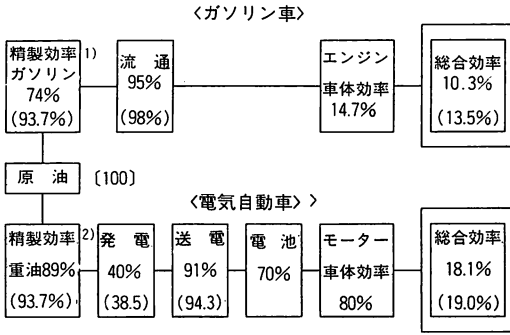 〈ガソリン車〉
精製効率 1)
ガソリン
74%
(93.7%)
流 通
95%
(98%)
エンジン
車体効率
14.7%
総合効率
10.3%
(13.5%)
原 油 〔100〕
〈電気自動車〉〉
精製効率 2)
重油89%
(93.7%)
発 電
40%
(38.5)
送 電
91%
(94.3)
電 池
70%
モーター
車体効率
80%
総合効率
18.1%
(19.0%)